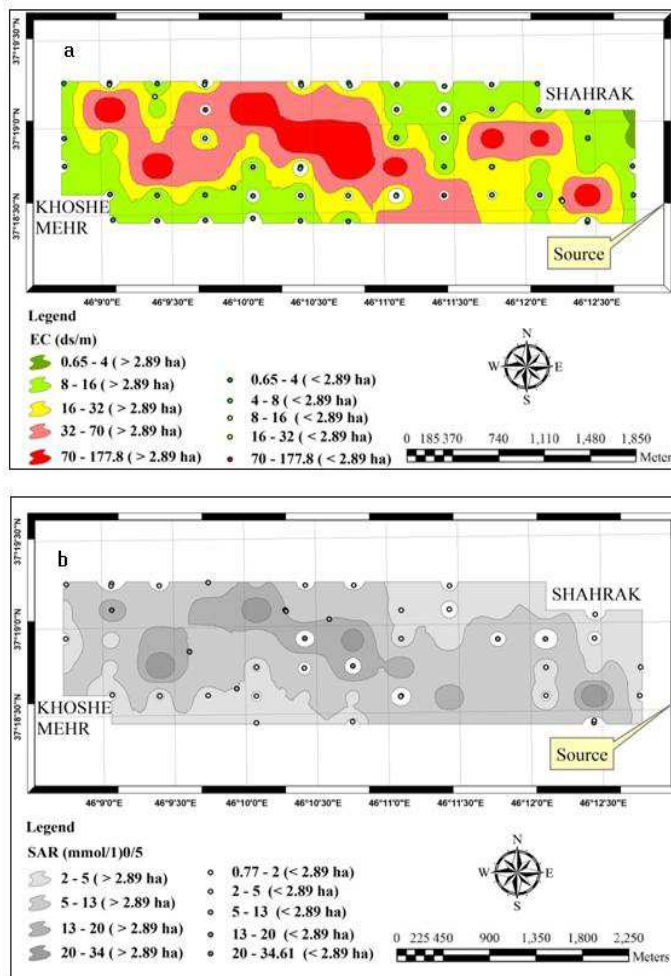 a
37°19'30"N
37°19'0"N
37°18'30"N
SHAHRAK
KHOSHE
MEHR
Source
46°9'0"E 46°9'30"E 46°10'0"E 46°10'30"E 46°11'0"E 46°11'30"E 46°12'0"E 46°12'30"E
Legend
EC (ds/m)
0.65 - 4 ( > 2.89 ha)
8 - 16 ( > 2.89 ha)
16 - 32 ( > 2.89 ha)
32 - 70 ( > 2.89 ha)
70 - 177.8 ( > 2.89 ha)
0.65 - 4 ( < 2.89 ha)
4 - 8 ( < 2.89 ha)
8 - 16 ( < 2.89 ha)
16 - 32 ( < 2.89 ha)
70 - 177.8 ( < 2.89 ha)
N
W E
S
0 185 370 740 1,110 1,480 1,850
Meters
b
37°19'30"N
37°19'0"N
37°18'30"N
SHAHRAK
KHOSHE
MEHR
Source
46°9'0"E 46°9'30"E 46°10'0"E 46°10'30"E 46°11'0"E 46°11'30"E 46°12'0"E 46°12'30"E
Legend
SAR (mmol/1)0/5
2 - 5 ( > 2.89 ha)
5 - 13 ( > 2.89 ha)
13 - 20 ( > 2.89 ha)
20 - 34 ( > 2.89 ha)
0.77 - 2 ( < 2.89 ha)
2 - 5 ( < 2.89 ha)
5 - 13 ( < 2.89 ha)
13 - 20 ( < 2.89 ha)
20 - 34.61 ( < 2.89 ha)
N
W E
S
0 225 450 900 1,350 1,800 2,250
Meters